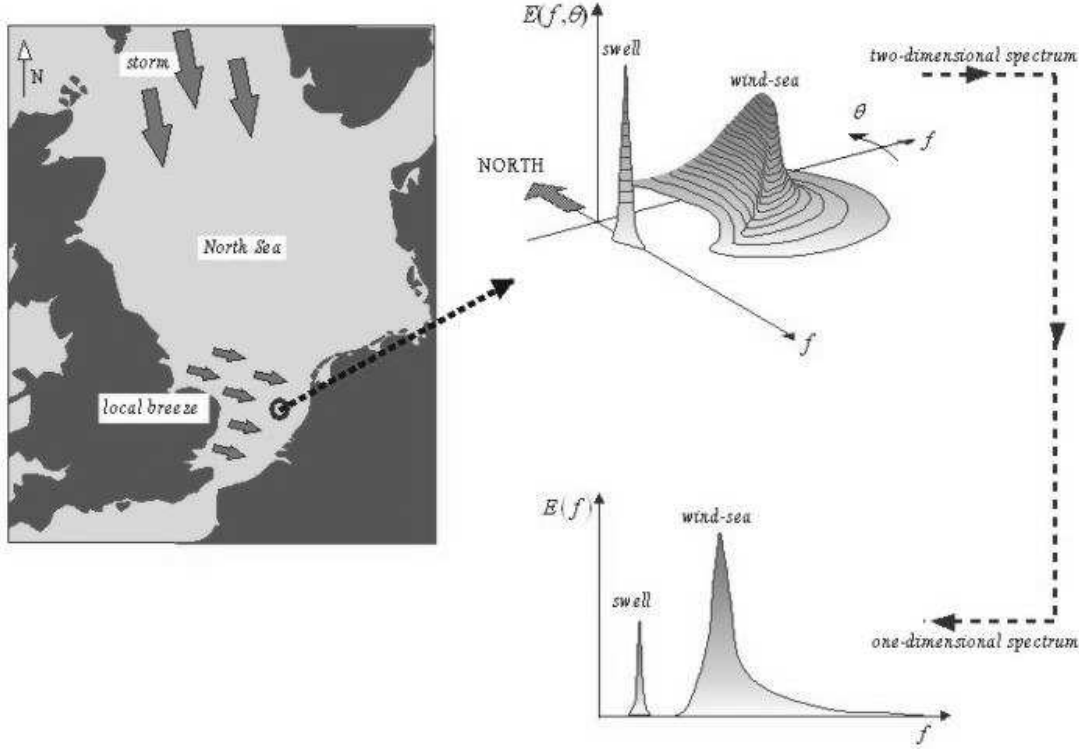 N
storm
North Sea
local breeze
E(f,θ)
swell
wind-sea
two-dimensional spectrum
θ
f
NORTH
f
E(f)
wind-sea
swell
one-dimensional spectrum
f